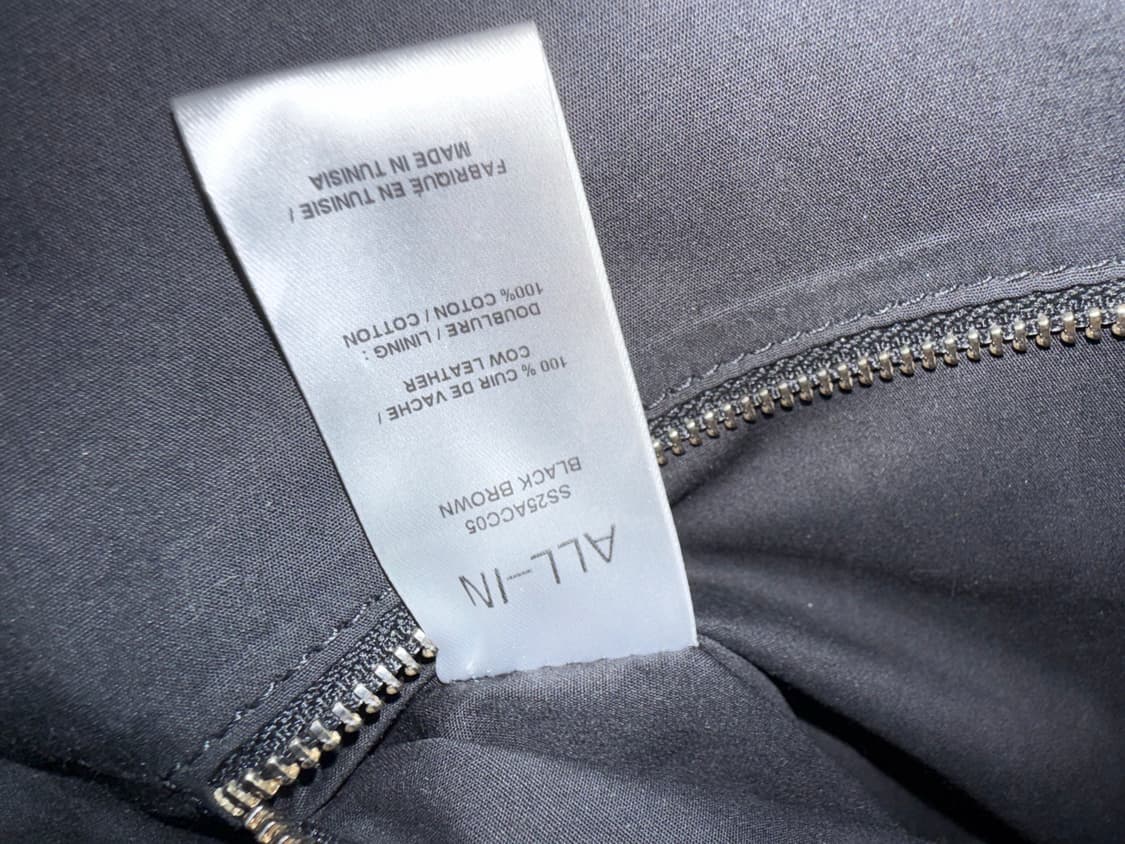 ALL-IN
SS25ACC05
BLACK BROWN
100 % CUIR DE VACHE /
COW LEATHER
DOUBLURE / LINING :
100% COTON / COTTON
FABRIQUÉ EN TUNISIE /
MADE IN TUNISIA